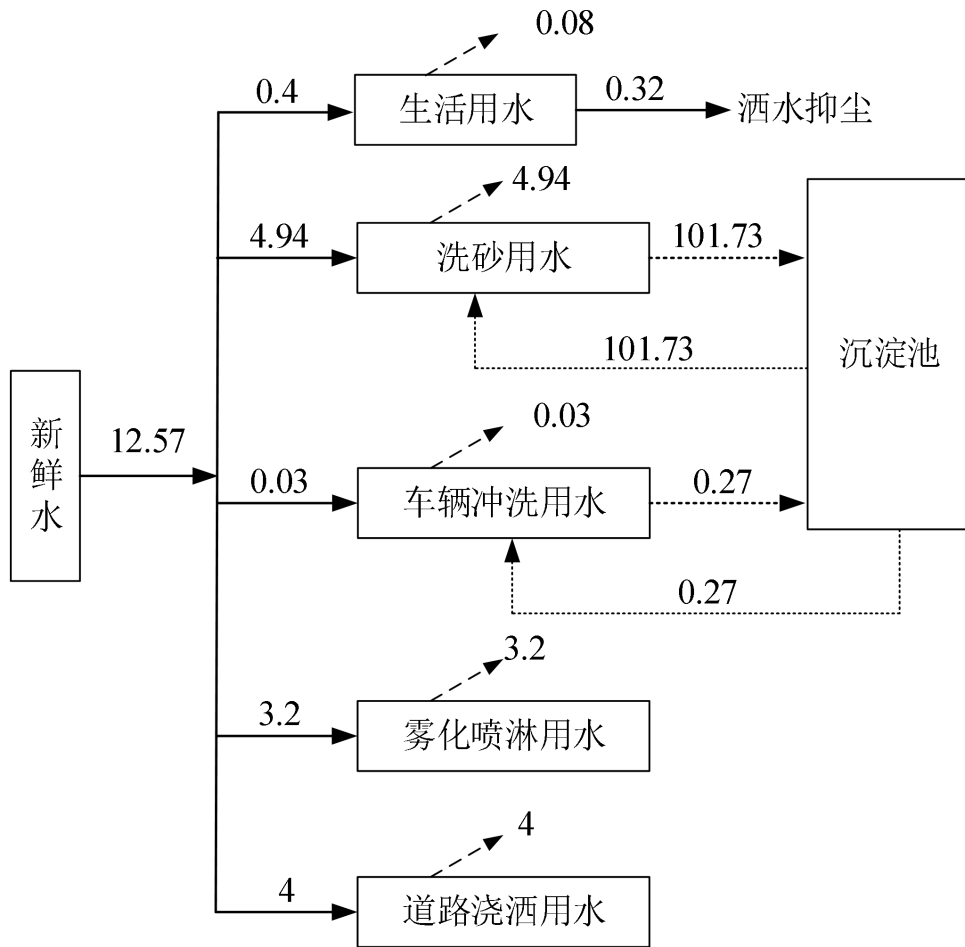 0.08
0.4
生活用水
0.32
洒水抑尘
4.94
4.94
洗砂用水
101.73
101.73
沉淀池
新鲜水
12.57
0.03
0.03
车辆冲洗用水
0.27
0.27
3.2
3.2
雾化喷淋用水
4
4
道路浇洒用水